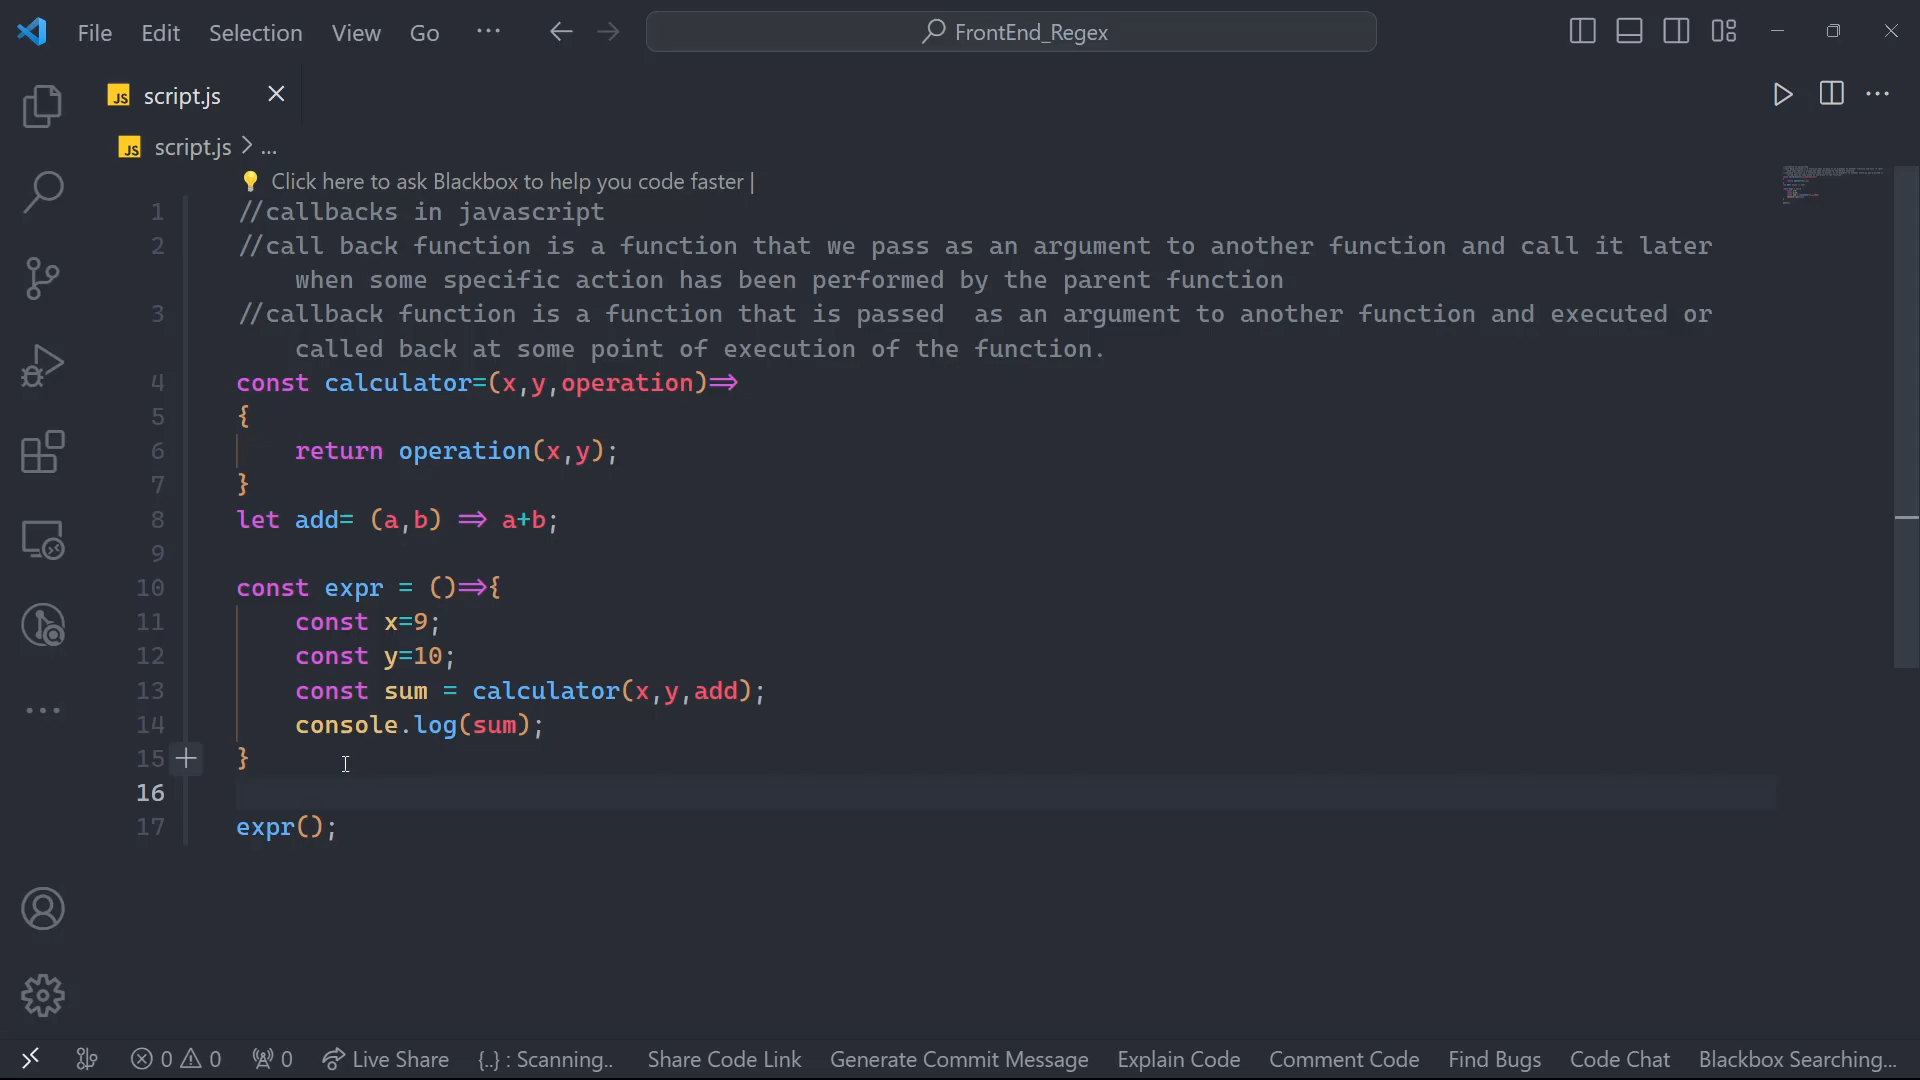 File Edit Selection View Go ··· FrontEnd_Regex
JS script.js
JS script.js > ...
Click here to ask Blackbox to help you code faster |
1 //callbacks in javascript
2 //call back function is a function that we pass as an argument to another function and call it later
when some specific action has been performed by the parent function
3 //callback function is a function that is passed  as an argument to another function and executed or
called back at some point of execution of the function.
4 const calculator=(x,y,operation)=>
5 {
6     return operation(x,y);
7 }
8 let add= (a,b) => a+b;
9
10 const expr = ()=>{
11     const x=9;
12     const y=10;
13     const sum = calculator(x,y,add);
14     console.log(sum);
15 }
16
17 expr();
0 0 0 Live Share {..} : Scanning.. Share Code Link Generate Commit Message Explain Code Comment Code Find Bugs Code Chat Blackbox Searching...